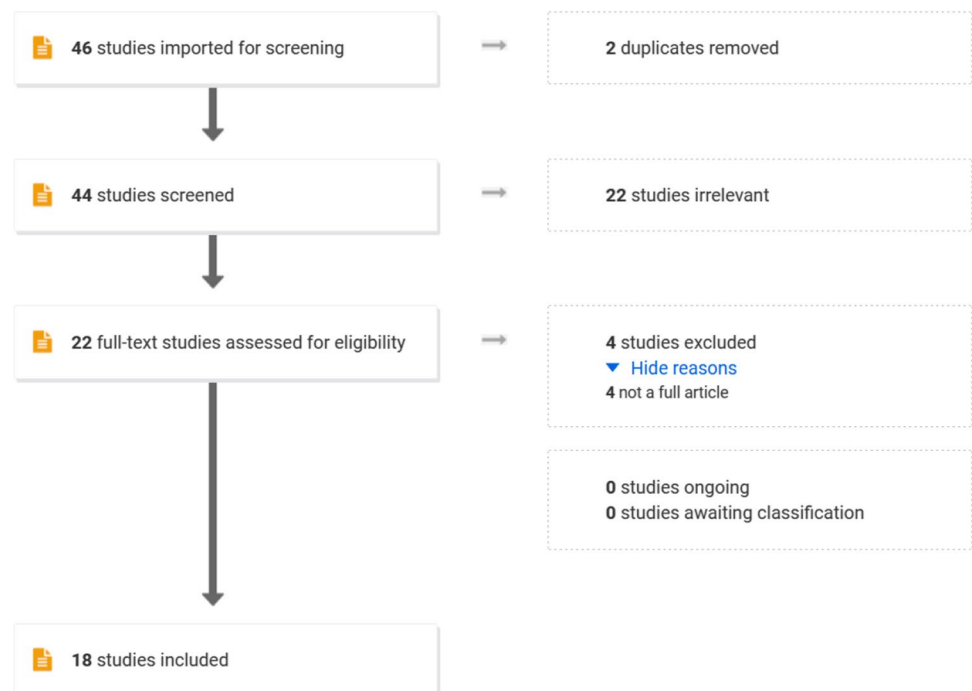 46 studies imported for screening
2 duplicates removed
44 studies screened
22 studies irrelevant
22 full-text studies assessed for eligibility
4 studies excluded
Hide reasons
4 not a full article
0 studies ongoing
0 studies awaiting classification
18 studies included